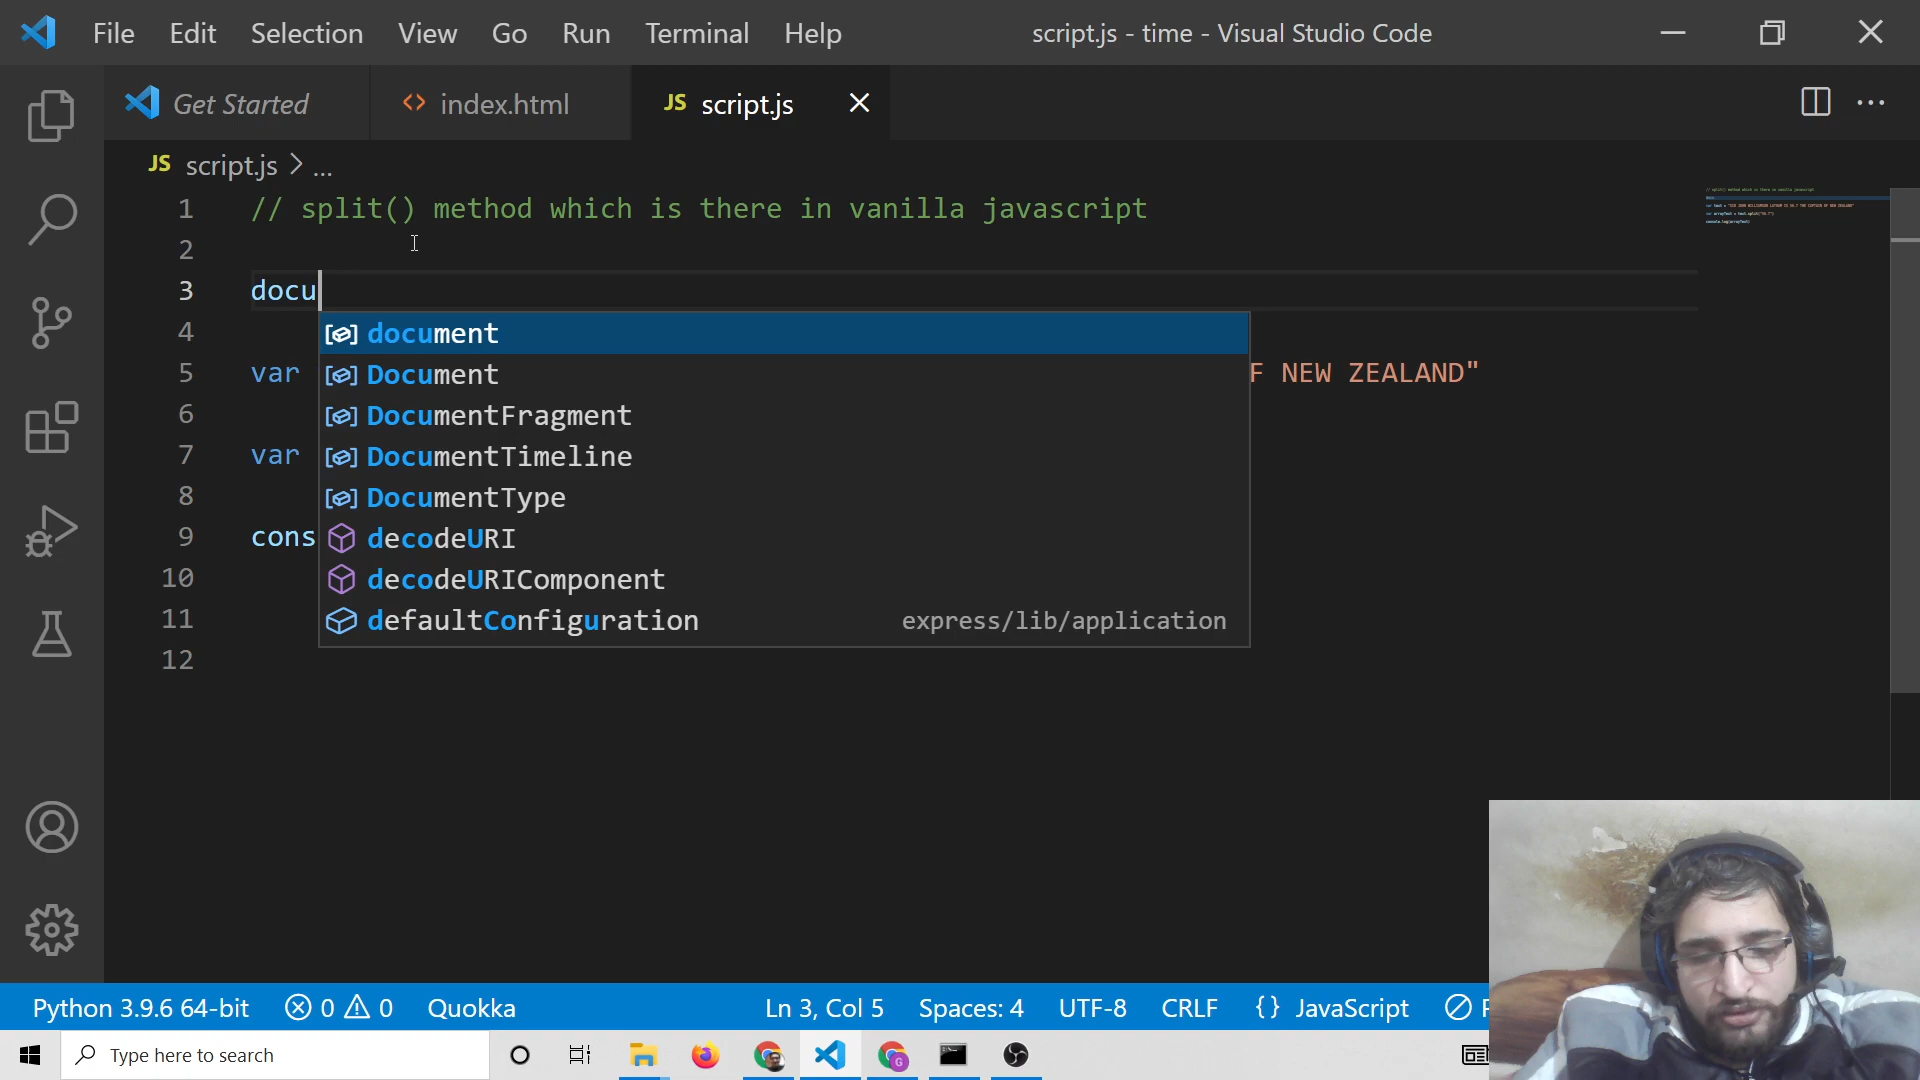 File Edit Selection View Go Run Terminal Help script.js - time - Visual Studio Code
Get Started index.html JS script.js
JS script.js > ...
1 // split() method which is there in vanilla javascript
2
3 docu
4 document
5 var Document F NEW ZEALAND"
6 DocumentFragment
7 var DocumentTimeline
8 DocumentType
9 cons decodeURI
10 decodeURIComponent
11 defaultConfiguration express/lib/application
12
Python 3.9.6 64-bit 0 0 Quokka Ln 3, Col 5 Spaces: 4 UTF-8 CRLF {} JavaScript
Type here to search